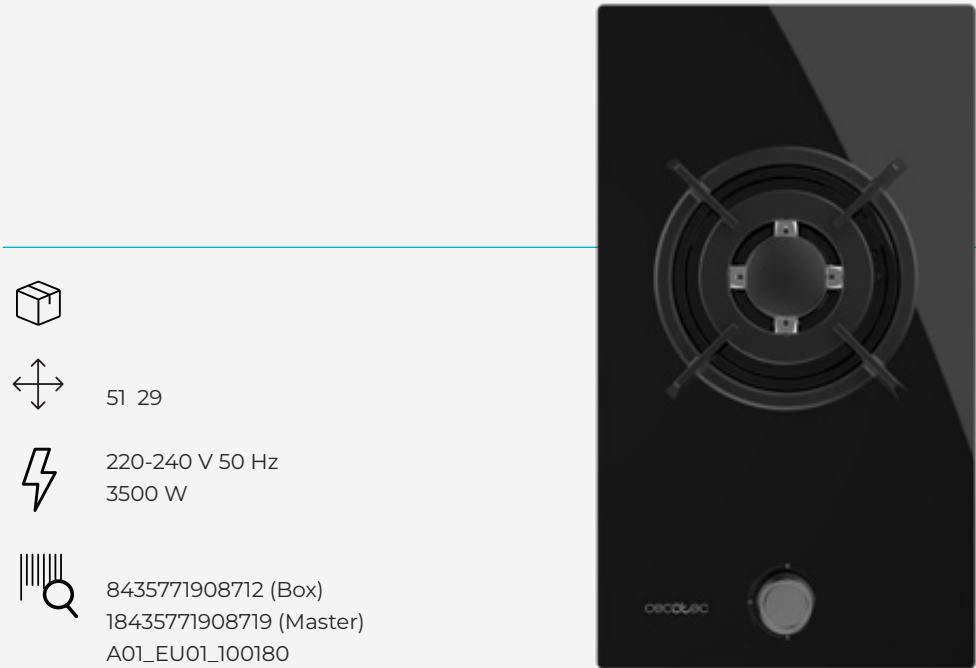 51 29
220-240 V 50 Hz
3500 W
8435771908712 (Box)
18435771908719 (Master)
A01_EU01_100180
cecotec